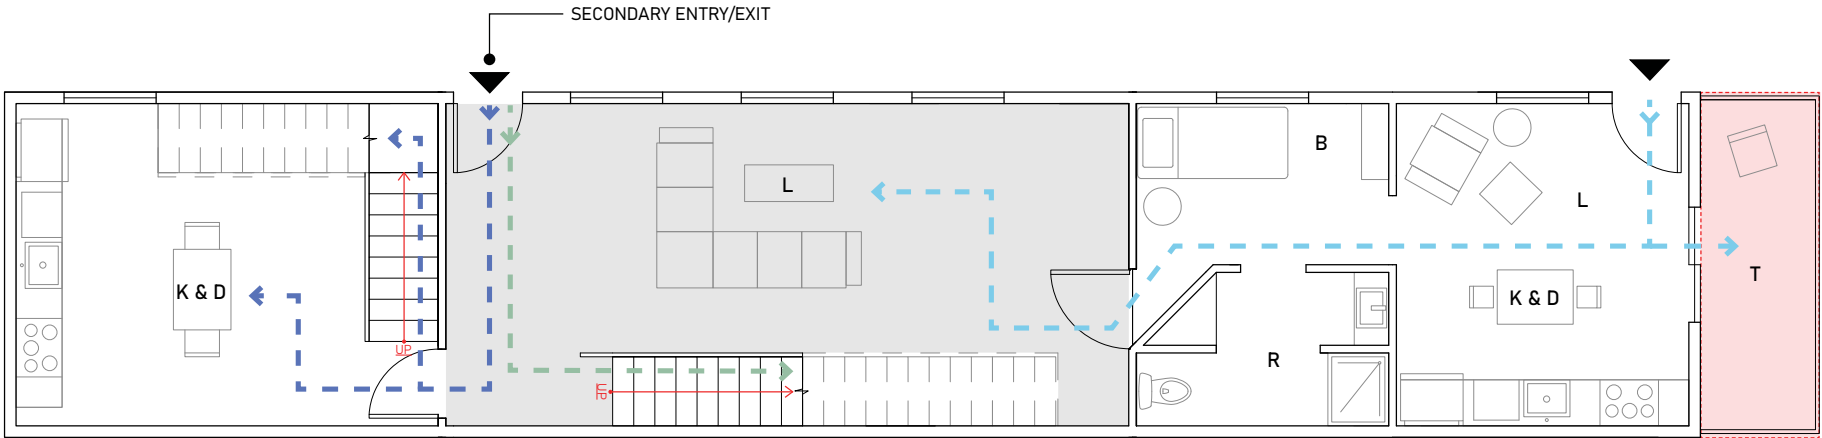 SECONDARY ENTRY/EXIT
B
L
L
K & D
K & D
T
UP
R
UP